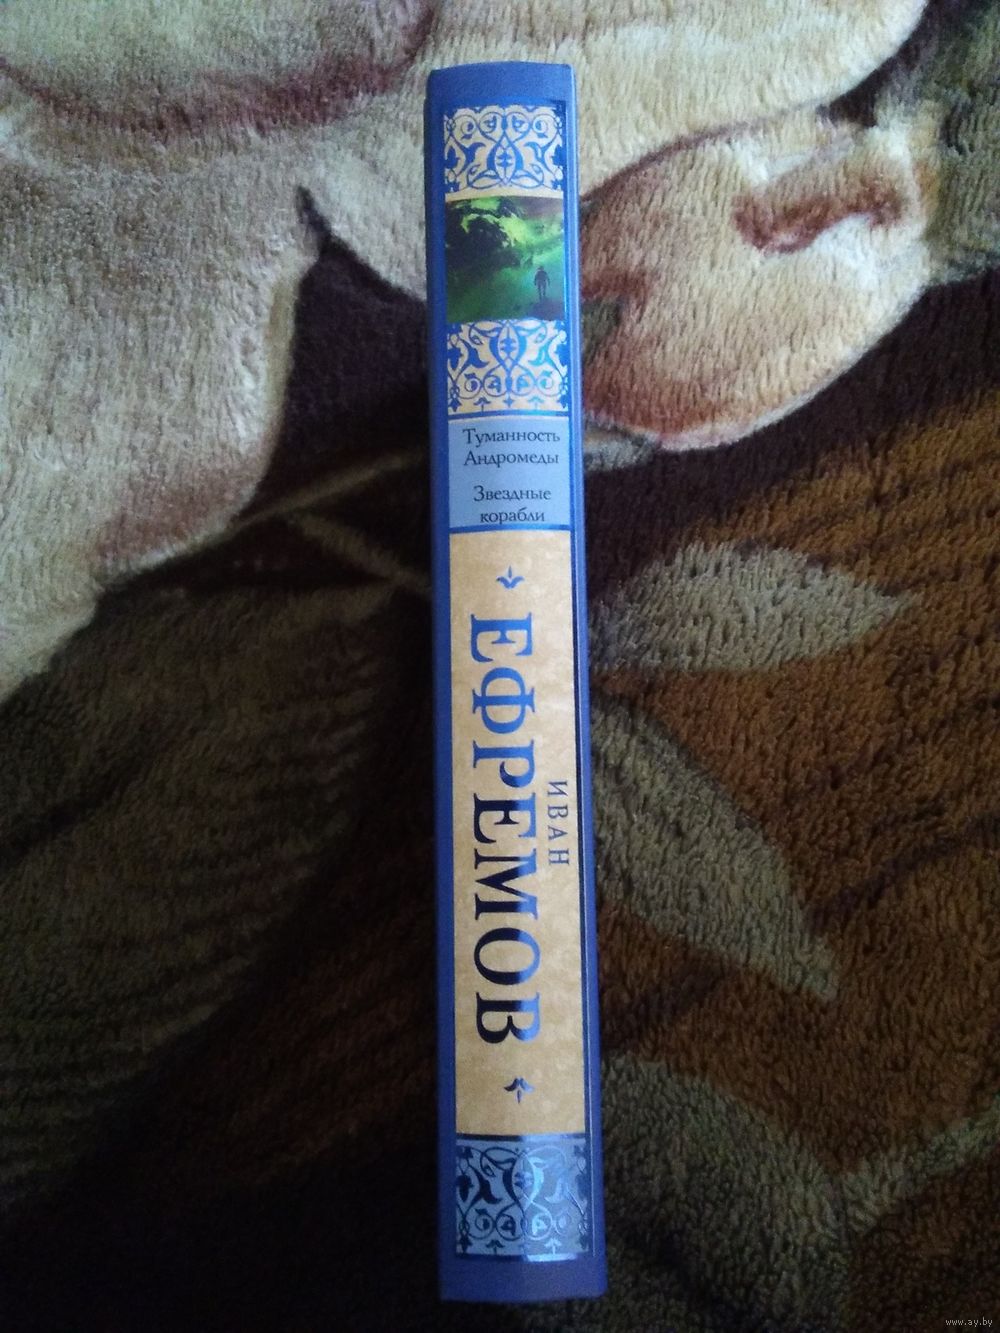 Туманность
Андромеды
Звездные
корабли
ИВАН
ЕФРЕМОВ
www.ay.by